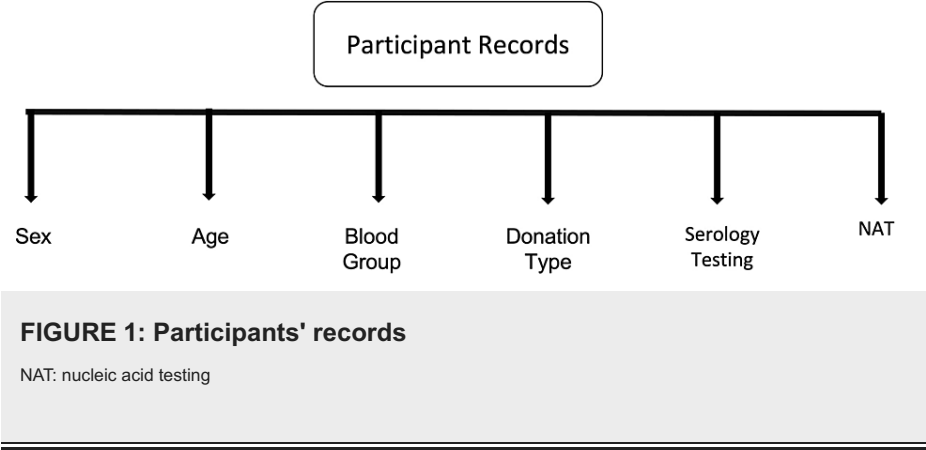 Participant Records
Sex
Age
Blood
Group
Donation
Type
Serology
Testing
NAT
FIGURE 1: Participants' records
NAT: nucleic acid testing